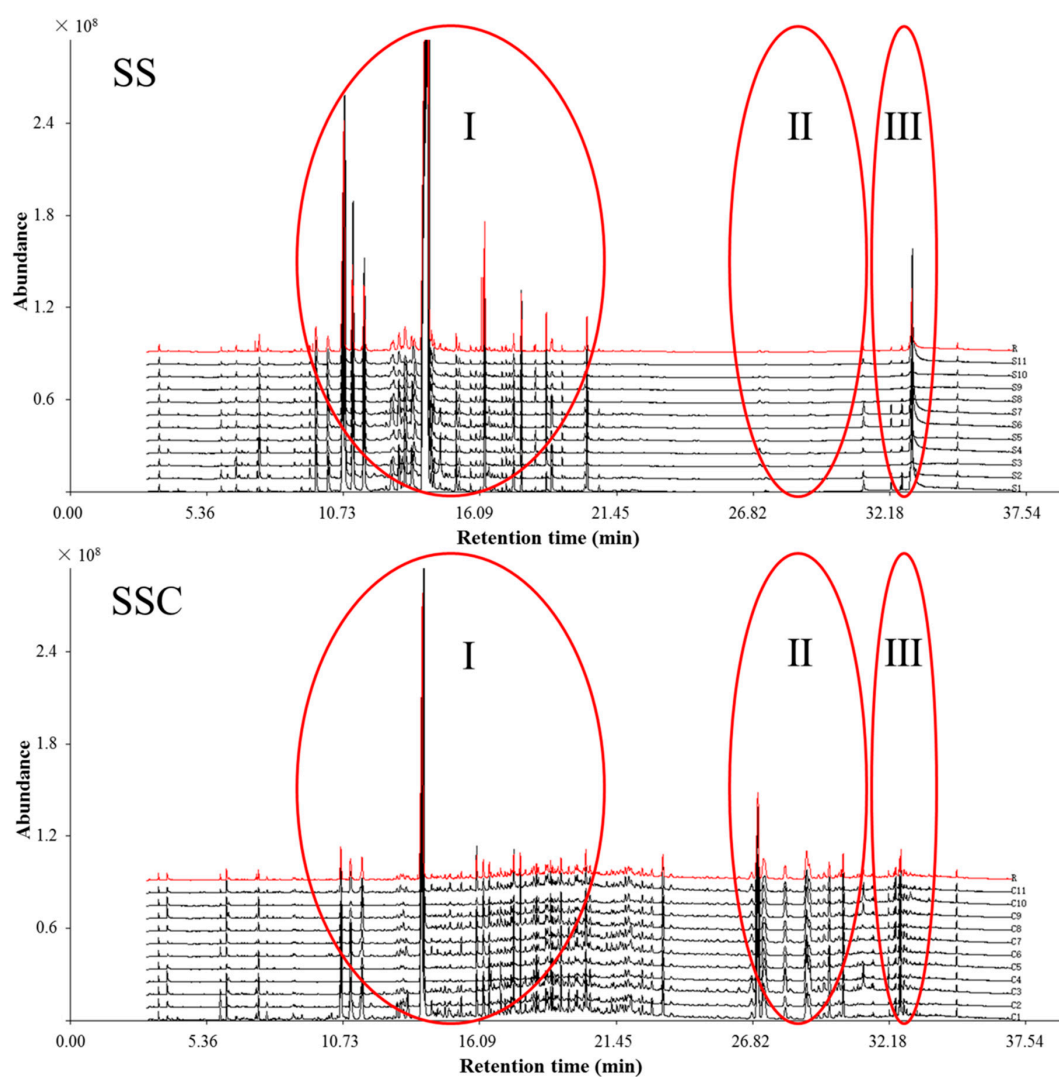 × 10⁸
SS
I
II
III
2.4
1.8
1.2
0.6
Abundance
R
S11
S10
S9
S8
S7
S6
S5
S4
S3
S2
S1
0.00 5.36 10.73 16.09 21.45 26.82 32.18 37.54
Retention time (min)
× 10⁸
SSC
I
II
III
2.4
1.8
1.2
0.6
Abundance
R
C11
C10
C9
C8
C7
C6
C5
C4
C3
C2
C1
0.00 5.36 10.73 16.09 21.45 26.82 32.18 37.54
Retention time (min)